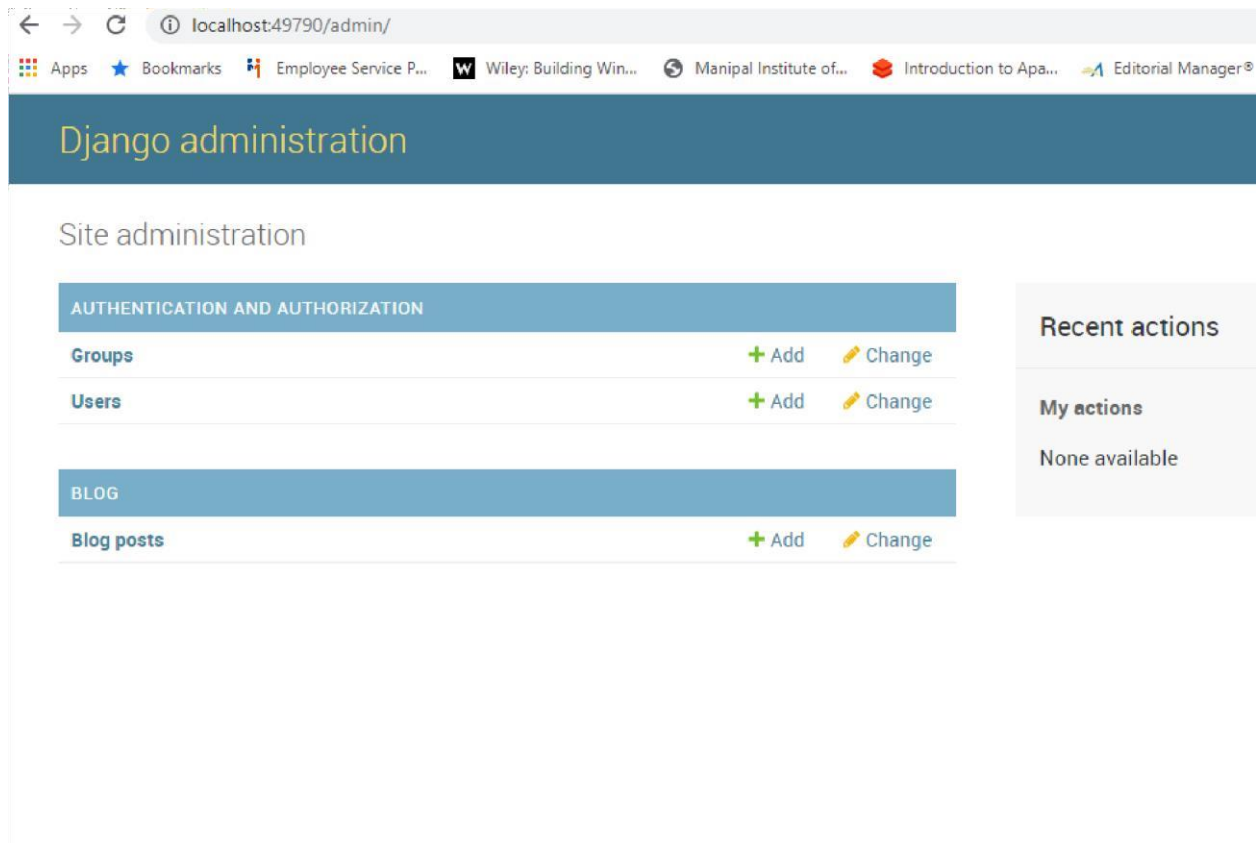 localhost:49790/admin/
Apps Bookmarks Employee Service P... Wiley: Building Win... Manipal Institute of... Introduction to Apa... Editorial Manager®
Django administration
Site administration
AUTHENTICATION AND AUTHORIZATION
Groups Add Change
Users Add Change
BLOG
Blog posts Add Change
Recent actions
My actions
None available